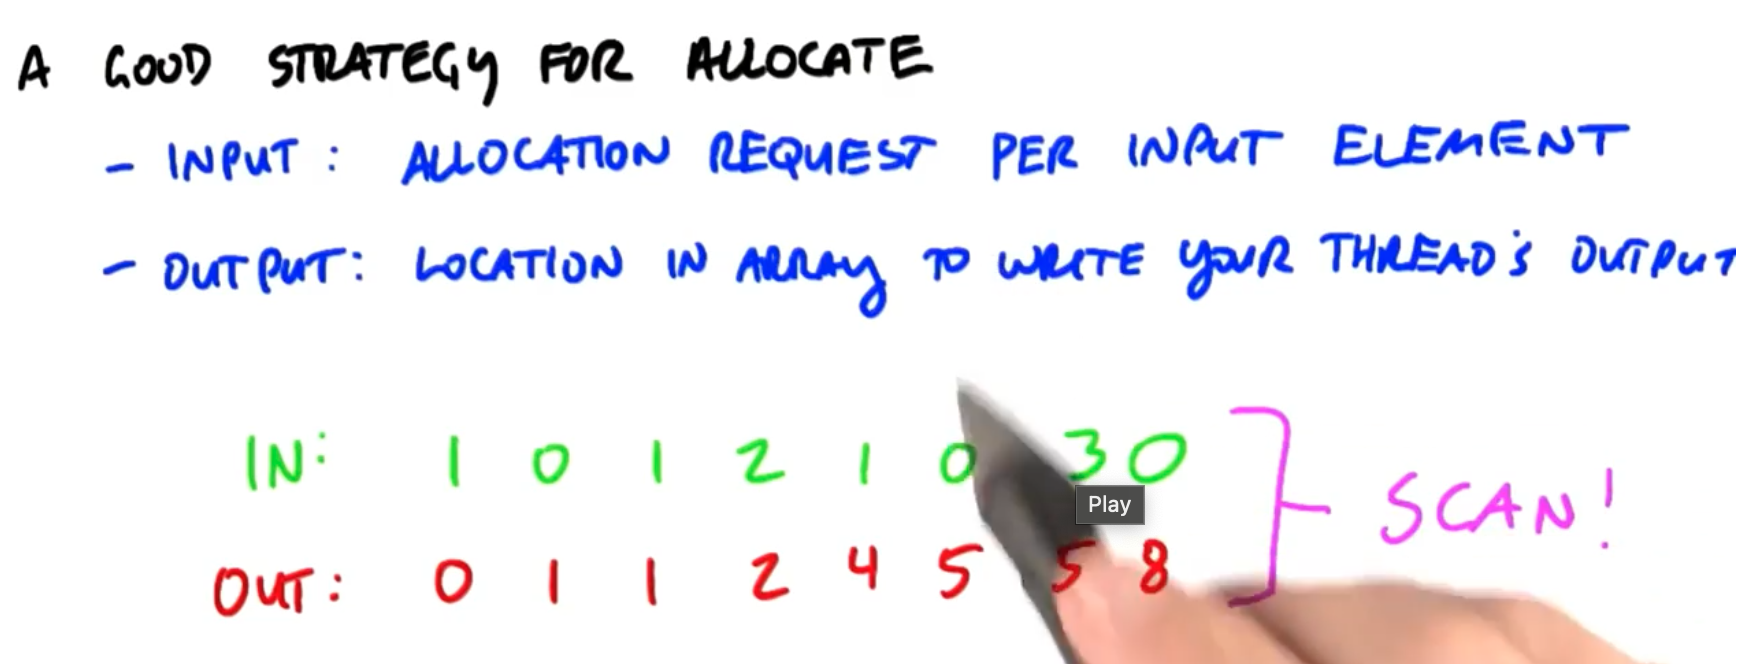 A GOOD STRATEGY FOR ALLOCATE
- INPUT: ALLOCATION REQUEST PER INPUT ELEMENT
- OUTPUT: LOCATION IN ARRAY TO WRITE YOUR THREAD'S OUTPUT
IN: 1 0 1 2 1 0 3 0
Play
SCAN!
OUT: 0 1 1 2 4 5 5 8